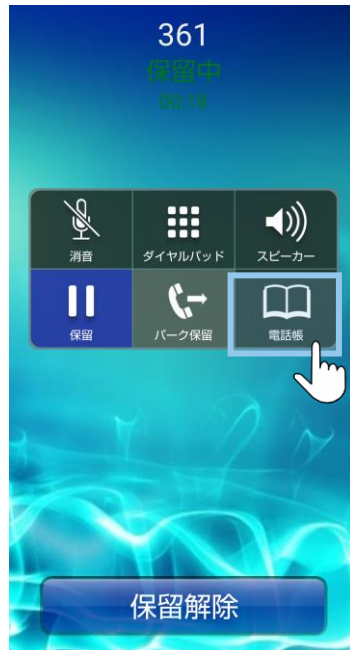 361
保留中
00:18
消音
ダイヤルパッド
スピーカー
保留
パーク保留
電話帳
保留解除